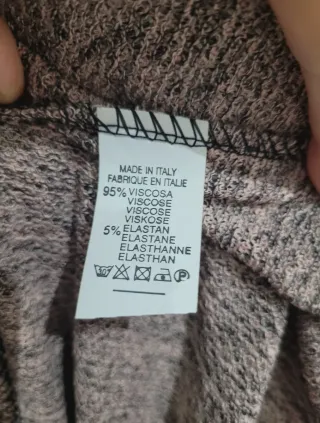 MADE IN ITALY
FABRIQUE EN ITALIE
95% VISCOSA
VISCOSE
VISCOSE
VISKOSE
5% ELASTAN
ELASTANE
ELASTHANNE
ELASTHAN
P